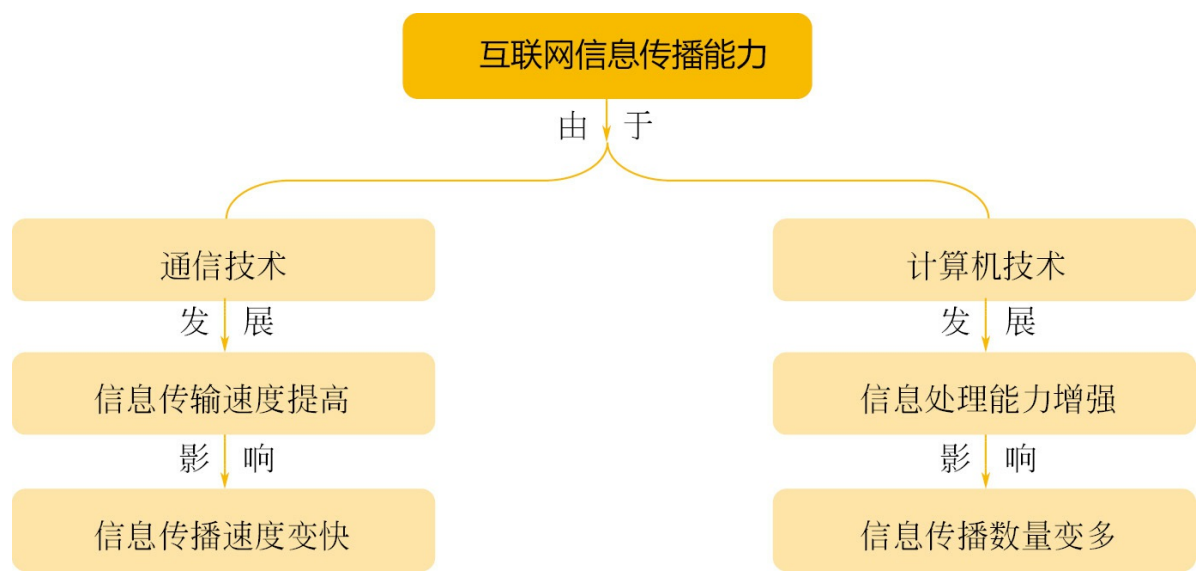 互联网信息传播能力
由于
通信技术
计算机技术
发展
发展
信息传输速度提高
信息处理能力增强
影响
影响
信息传播速度变快
信息传播数量变多